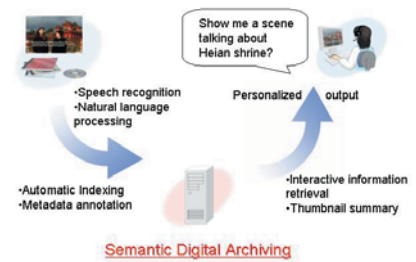 Show me a scene
talking about
Heian shrine?
•Speech recognition
•Natural language
processing
Personalized output
•Automatic Indexing
•Metadata annotation
•Interactive information
retrieval
•Thumbnail summary
Semantic Digital Archiving